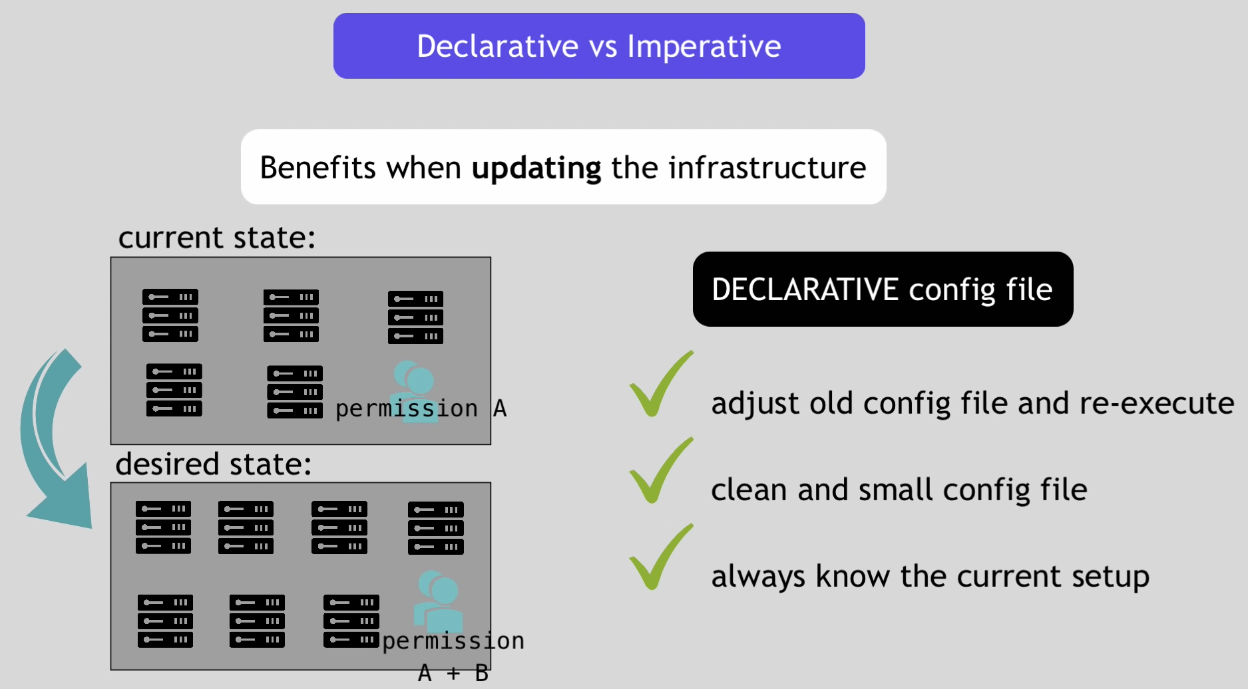 Declarative vs Imperative
Benefits when updating the infrastructure
current state:
permission A
desired state:
permission
A + B
DECLARATIVE config file
adjust old config file and re-execute
clean and small config file
always know the current setup